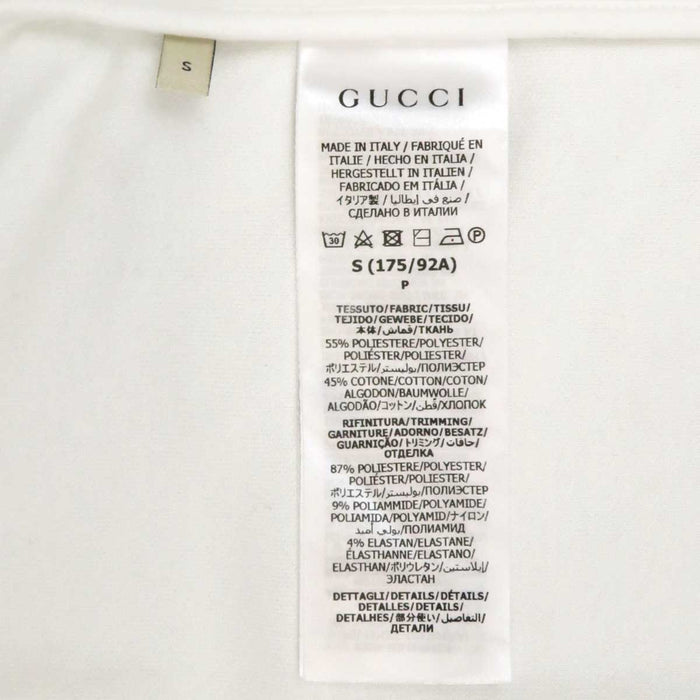 S
GUCCI
MADE IN ITALY / FABRIQUÉ EN
ITALIE / HECHO EN ITALIA /
HERGESTELLT IN ITALIEN /
FABRICADO EM ITÁLIA /
イタリア製 / صنع في إيطاليا /
СДЕЛАНО В ИТАЛИИ
30 P
S (175/92A)
P
TESSUTO/FABRIC/TISSU/
TEJIDO/GEWEBE/TECIDO/
本体/قماش/ТКАНЬ
55% POLIESTERE/POLYESTER/
POLIÉSTER/POLYESTER/
ポリエステル/بوليستر/ПОЛИЭСТЕР
45% COTONE/COTTON/COTON/
ALGODON/BAUMWOLLE/
ALGODÃO/コットン/قطن/ХЛОПОК
RIFINITURA/TRIMMING/
GARNITURE/ADORNO/BESATZ/
GUARNIÇÃO/トリミング/حافات/
ОТДЕЛКА
87% POLIESTERE/POLYESTER/
POLIÉSTER/POLYESTER/
ポリエステル/بوليستر/ПОЛИЭСТЕР
9% POLIAMMIDE/POLYAMIDE/
POLIAMIDA/POLYAMID/ナイロン/
بولي أميد/ПОЛИАМИД
4% ELASTAN/ELASTANE/
ÉLASTHANNE/ELASTANO/
ELASTHAN/ポリウレタン/إيلاستين/
ЭЛАСТАН
DETTAGLI/DETAILS/DÉTAILS/
DETALLES/DETAILS/
DETALHES/部分使い/التفاصيل/
ДЕТАЛИ